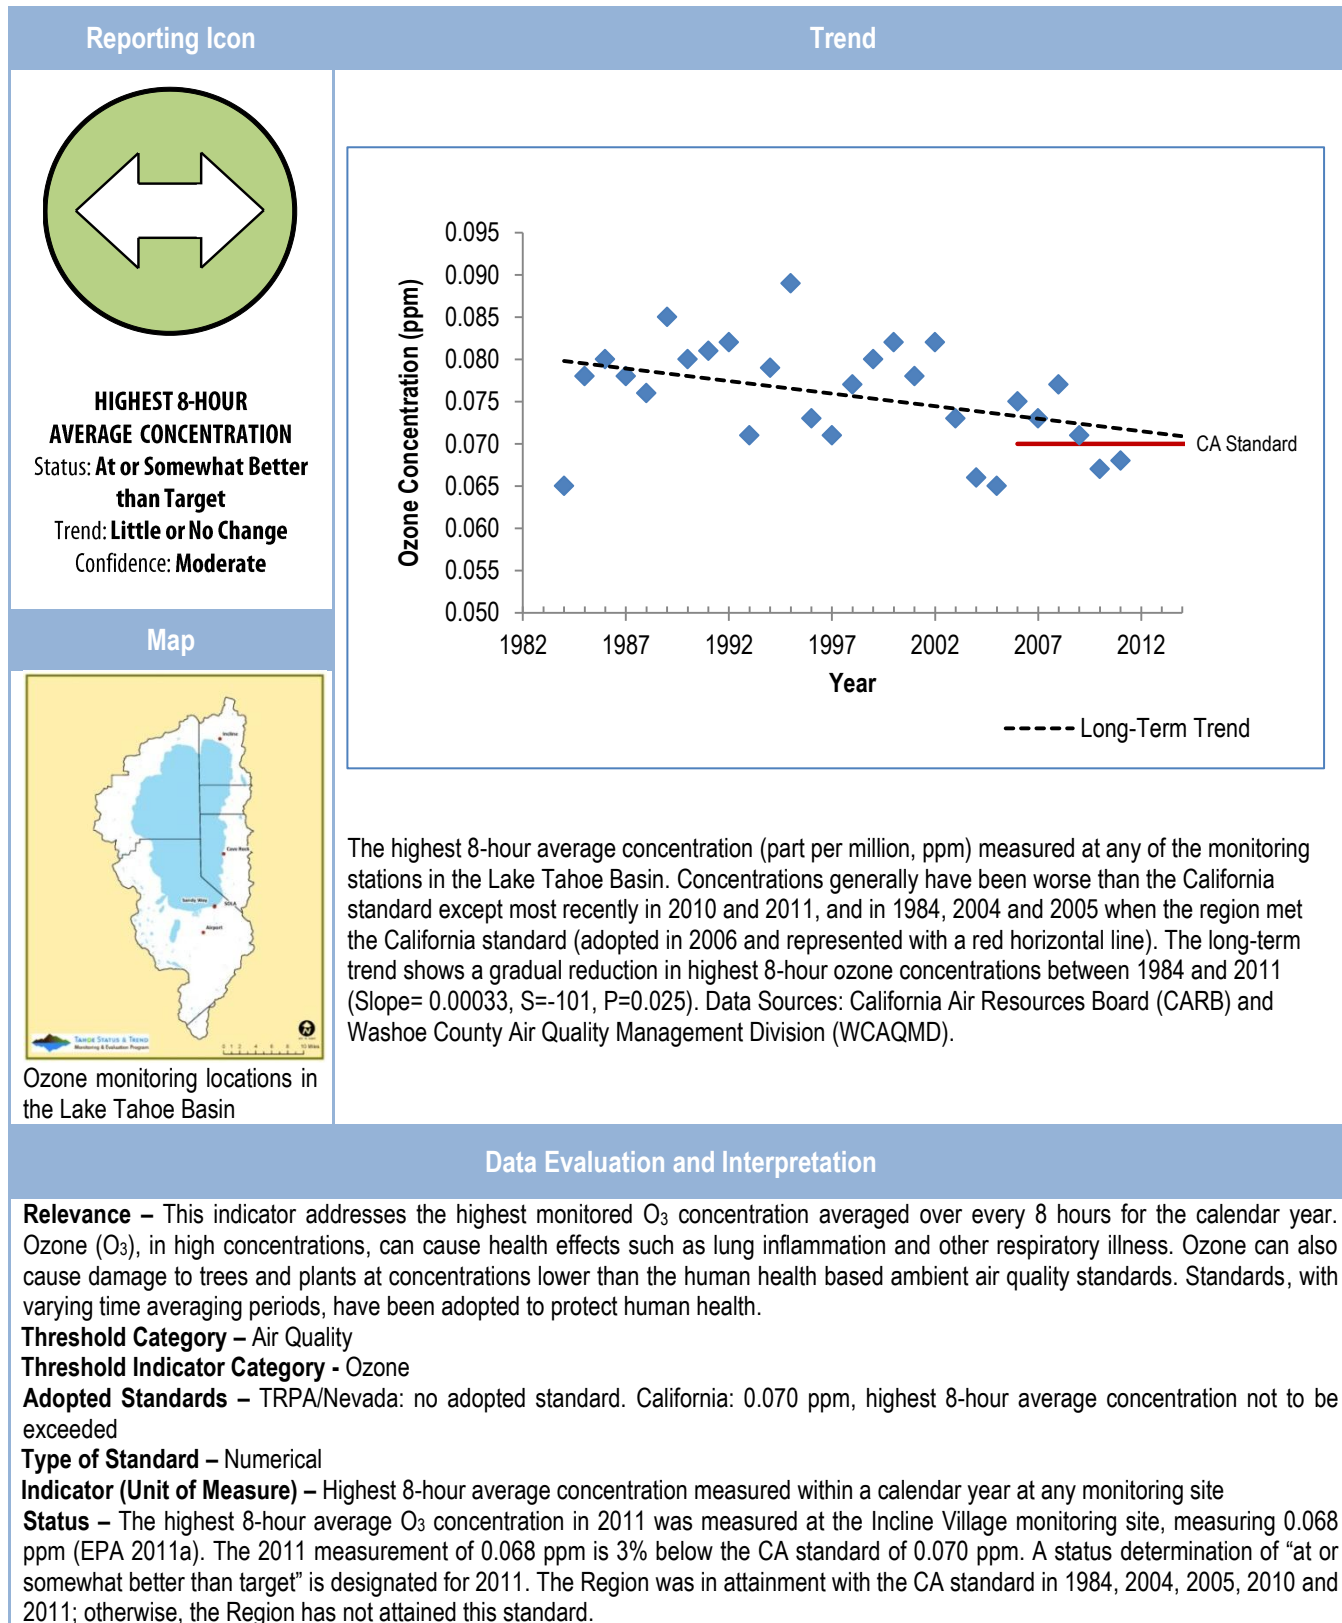 Reporting Icon
Trend
HIGHEST 8-HOUR
AVERAGE CONCENTRATION
Status: At or Somewhat Better
than Target
Trend: Little or No Change
Confidence: Moderate
Ozone Concentration (ppm)
0.095
0.090
0.085
0.080
0.075
0.070
0.065
0.060
0.055
0.050
CA Standard
1982 1987 1992 1997 2002 2007 2012
Year
Long-Term Trend
Map
Incline
Cave Rock
Sandy Way
SOLA
Airport
TAHOE STATUS & TREND
Monitoring & Evaluation Program
0 1 2 4 6 8 10 Miles
Ozone monitoring locations in
the Lake Tahoe Basin
The highest 8-hour average concentration (part per million, ppm) measured at any of the monitoring
stations in the Lake Tahoe Basin. Concentrations generally have been worse than the California
standard except most recently in 2010 and 2011, and in 1984, 2004 and 2005 when the region met
the California standard (adopted in 2006 and represented with a red horizontal line). The long-term
trend shows a gradual reduction in highest 8-hour ozone concentrations between 1984 and 2011
(Slope= 0.00033, S=-101, P=0.025). Data Sources: California Air Resources Board (CARB) and
Washoe County Air Quality Management Division (WCAQMD).
Data Evaluation and Interpretation
Relevance – This indicator addresses the highest monitored O3 concentration averaged over every 8 hours for the calendar year.
Ozone (O3), in high concentrations, can cause health effects such as lung inflammation and other respiratory illness. Ozone can also
cause damage to trees and plants at concentrations lower than the human health based ambient air quality standards. Standards, with
varying time averaging periods, have been adopted to protect human health.
Threshold Category – Air Quality
Threshold Indicator Category - Ozone
Adopted Standards – TRPA/Nevada: no adopted standard. California: 0.070 ppm, highest 8-hour average concentration not to be
exceeded
Type of Standard – Numerical
Indicator (Unit of Measure) – Highest 8-hour average concentration measured within a calendar year at any monitoring site
Status – The highest 8-hour average O3 concentration in 2011 was measured at the Incline Village monitoring site, measuring 0.068
ppm (EPA 2011a). The 2011 measurement of 0.068 ppm is 3% below the CA standard of 0.070 ppm. A status determination of “at or
somewhat better than target” is designated for 2011. The Region was in attainment with the CA standard in 1984, 2004, 2005, 2010 and
2011; otherwise, the Region has not attained this standard.